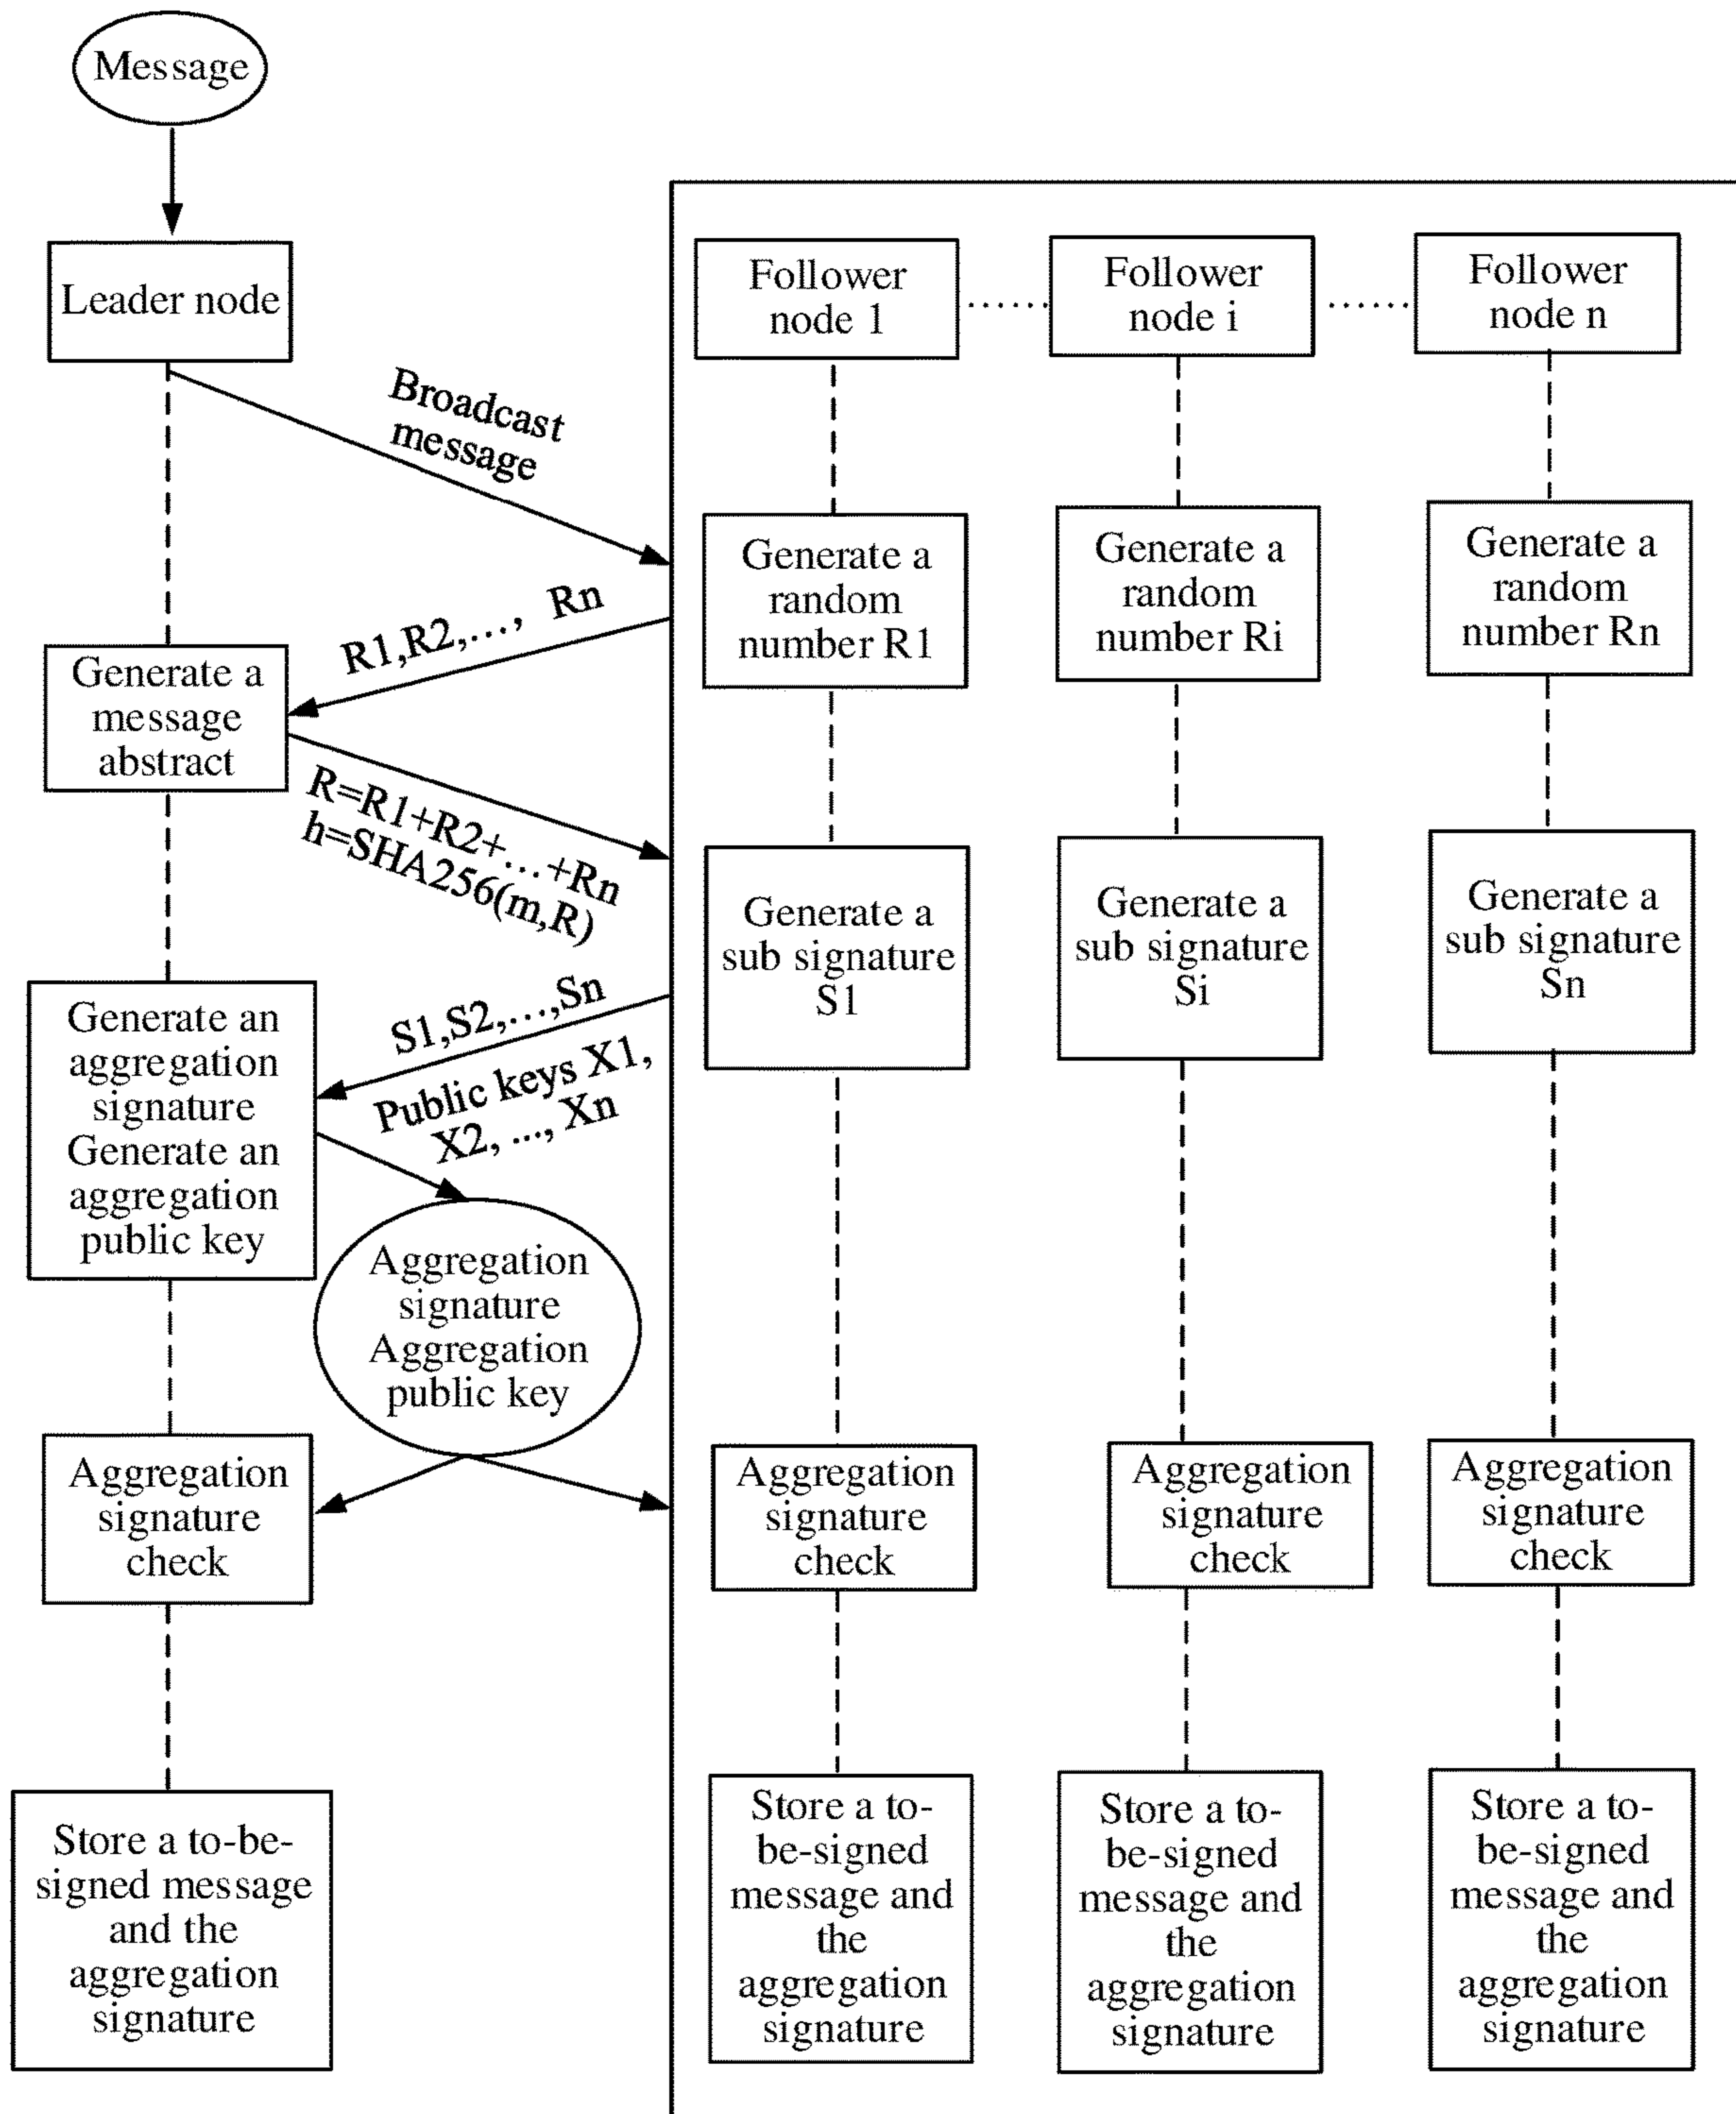 Message
Leader node
Follower
node 1
Follower
node i
Follower
node n
Broadcast
message
Generate a
random
number R1
Generate a
random
number Ri
Generate a
random
number Rn
R1,R2,…, Rn
Generate a
message
abstract
R=R1+R2+…+Rn
h=SHA256(m,R)
Generate a
sub signature
S1
Generate a
sub signature
Si
Generate a
sub signature
Sn
S1,S2,…,Sn
Public keys X1,
X2, ..., Xn
Generate an
aggregation
signature
Generate an
aggregation
public key
Aggregation
signature
Aggregation
public key
Aggregation
signature
check
Aggregation
signature
check
Aggregation
signature
check
Aggregation
signature
check
Store a to-be-
signed message
and the
aggregation
signature
Store a to-
be-signed
message and
the
aggregation
signature
Store a to-
be-signed
message and
the
aggregation
signature
Store a to-
be-signed
message and
the
aggregation
signature